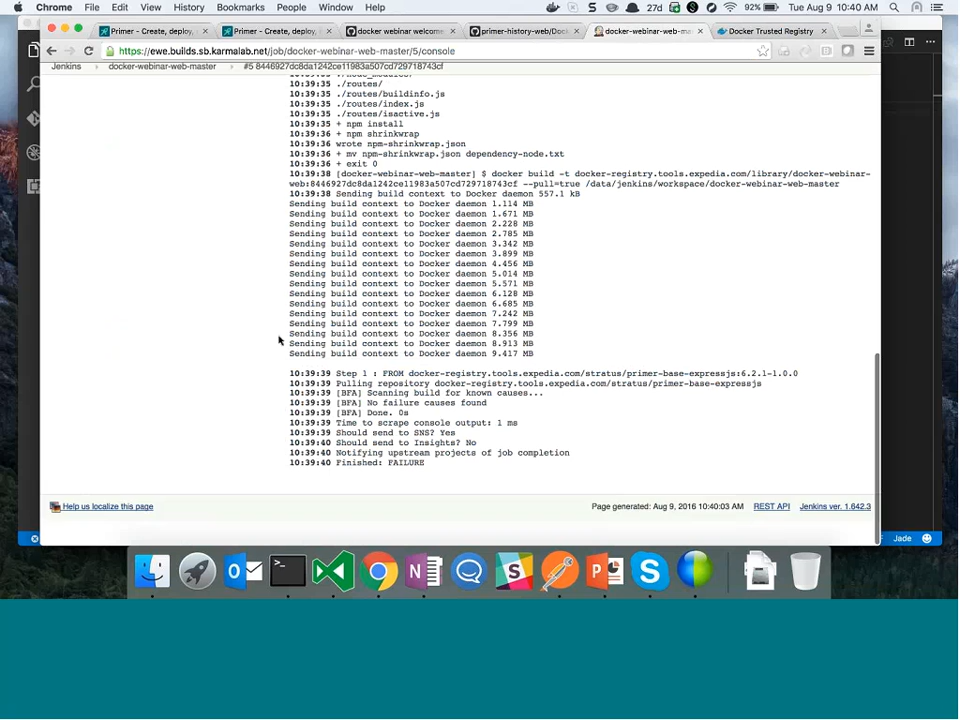 Chrome File Edit View History Bookmarks People Window Help 27d 92% Tue Aug 9 10:40 AM
Primer - Create, deploy, Primer - Create, deploy, docker webinar welcome primer-history-web/Dock docker-webinar-web-mas Docker Trusted Registry
https://ewe.builds.sb.karmalab.net/job/docker-webinar-web-master/5/console
Jenkins docker-webinar-web-master #5 8446927dc8da1242ce11983a507cd729718743cf
10:39:35 ./node_modules/
10:39:35 ./routes/
10:39:35 ./routes/buildinfo.js
10:39:35 ./routes/index.js
10:39:35 ./routes/isactive.js
10:39:35 + npm install
10:39:36 + npm shrinkwrap
10:39:36 wrote npm-shrinkwrap.json
10:39:36 + mv npm-shrinkwrap.json dependency-node.txt
10:39:36 + exit 0
10:39:38 [docker-webinar-web-master] $ docker build -t docker-registry.tools.expedia.com/library/docker-webinar-
web:8446927dc8da1242ce11983a507cd729718743cf --pull=true /data/jenkins/workspace/docker-webinar-web-master
10:39:38 Sending build context to Docker daemon 557.1 kB
Sending build context to Docker daemon 1.114 MB
Sending build context to Docker daemon 1.671 MB
Sending build context to Docker daemon 2.228 MB
Sending build context to Docker daemon 2.785 MB
Sending build context to Docker daemon 3.342 MB
Sending build context to Docker daemon 3.899 MB
Sending build context to Docker daemon 4.456 MB
Sending build context to Docker daemon 5.014 MB
Sending build context to Docker daemon 5.571 MB
Sending build context to Docker daemon 6.128 MB
Sending build context to Docker daemon 6.685 MB
Sending build context to Docker daemon 7.242 MB
Sending build context to Docker daemon 7.799 MB
Sending build context to Docker daemon 8.356 MB
Sending build context to Docker daemon 8.913 MB
Sending build context to Docker daemon 9.417 MB
10:39:39 Step 1 : FROM docker-registry.tools.expedia.com/stratus/primer-base-expressjs:6.2.1-1.0.0
10:39:39 Pulling repository docker-registry.tools.expedia.com/stratus/primer-base-expressjs
10:39:39 [BFA] Scanning build for known causes...
10:39:39 [BFA] No failure causes found
10:39:39 [BFA] Done. 0s
10:39:39 Time to scrape console output: 1 ms
10:39:39 Should send to SNS? Yes
10:39:40 Should send to Insights? No
10:39:40 Notifying upstream projects of job completion
10:39:40 Finished: FAILURE
Help us localize this page Page generated: Aug 9, 2016 10:40:03 AM REST API Jenkins ver. 1.642.3
Jade